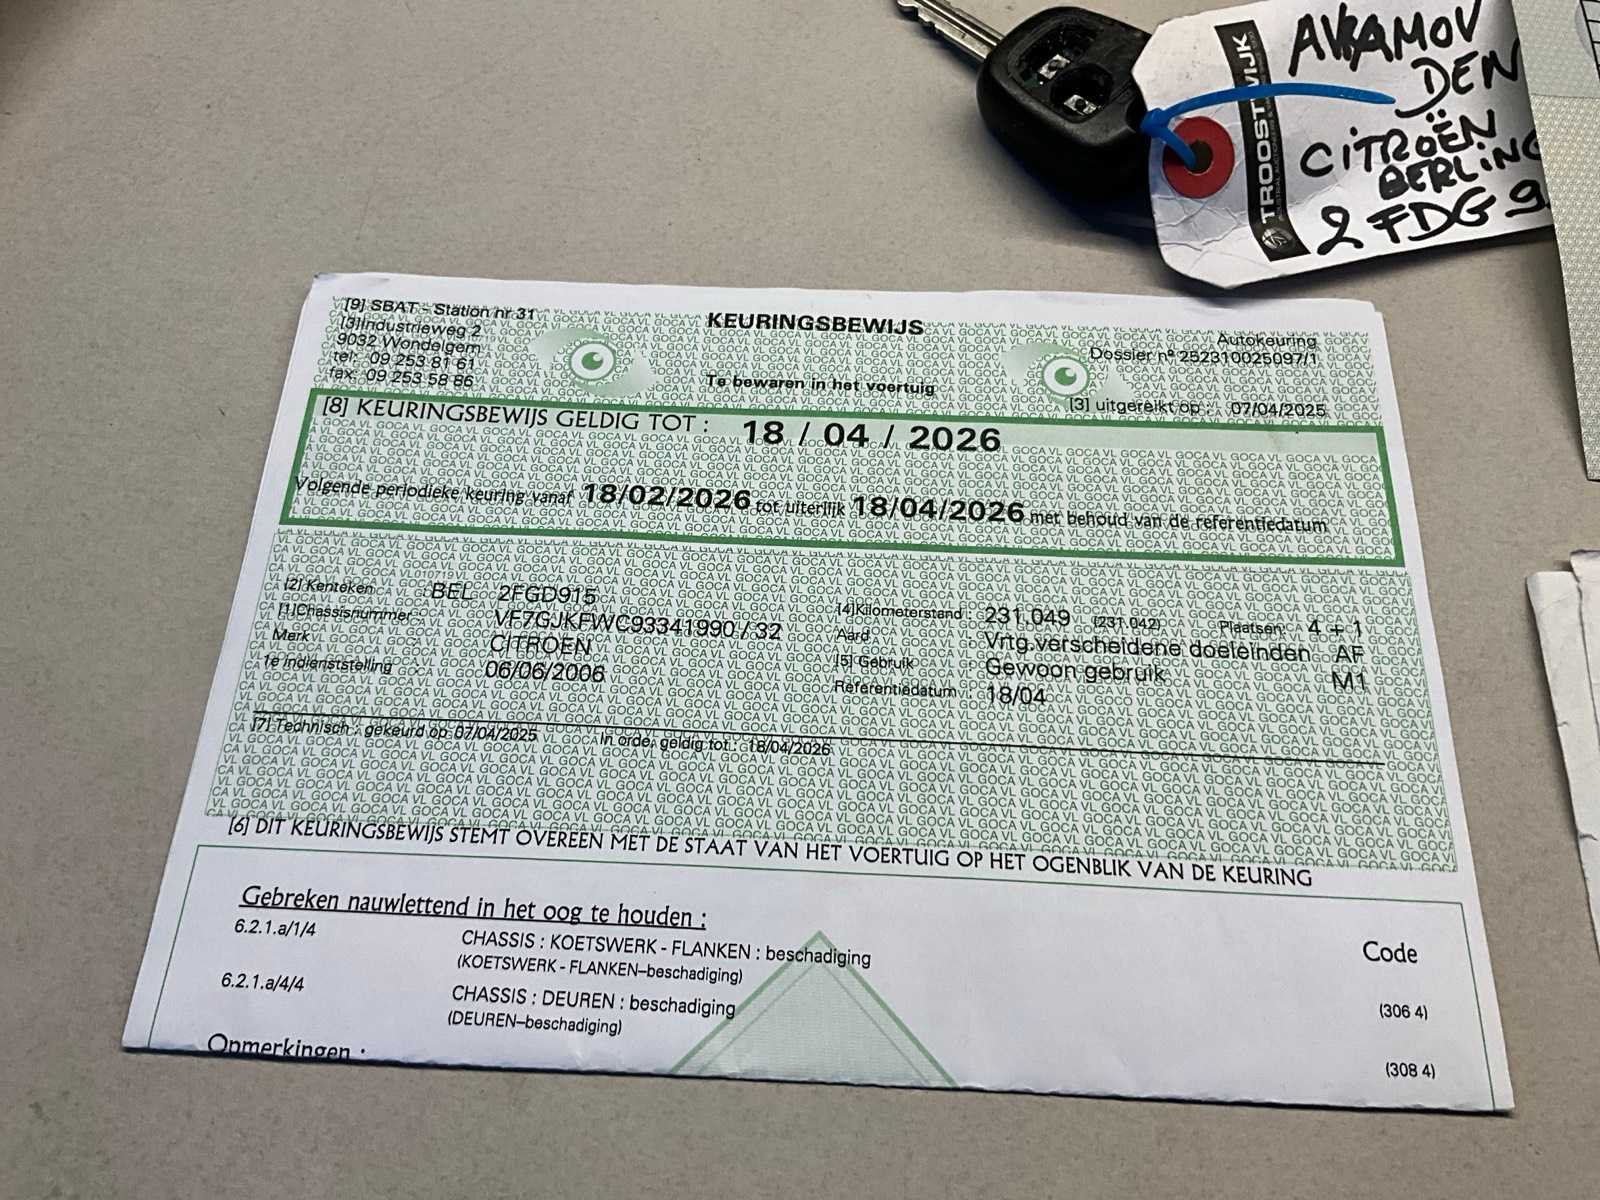 AVRAMOV
DEN
CITROËN
BERLING
2 FDG 9
TROOSTWIJK
[9] SBAT - Station nr 31
[3]Industrieweg 2
9032 Wondelgem
tel: 09 253 81 61
fax: 09 253 58 86
KEURINGSBEWIJS
Te bewaren in het voertuig
Autokeuring
Dossier nº 252310025097/1
[3] uitgereikt op : 07/04/2025
[8] KEURINGSBEWIJS GELDIG TOT : 18 / 04 / 2026
Volgende periodieke keuring vanaf 18/02/2026 tot uiterlijk 18/04/2026 met behoud van de referentiedatum
[2] Kenteken BEL 2FGD915
[1]Chassisnummer VF7GJKFWC93341990 / 32
Merk CITROEN
1e Indienststelling 06/06/2006
[4]Kilometerstand : 231.049 (231.042) Plaatsen: 4 + 1
Aard Vrtg.verscheidene doeleinden AF
[5] Gebruik Gewoon gebruik M1
Referentiedatum : 18/04
[7] Technisch : gekeurd op 07/04/2025 In orde, geldig tot : 18/04/2026
[6] DIT KEURINGSBEWIJS STEMT OVEREEN MET DE STAAT VAN HET VOERTUIG OP HET OGENBLIK VAN DE KEURING
Gebreken nauwlettend in het oog te houden :
Code
6.2.1.a/1/4 CHASSIS : KOETSWERK - FLANKEN : beschadiging
(KOETSWERK - FLANKEN–beschadiging) (306 4)
6.2.1.a/4/4 CHASSIS : DEUREN : beschadiging
(DEUREN–beschadiging) (308 4)
Opmerkingen :